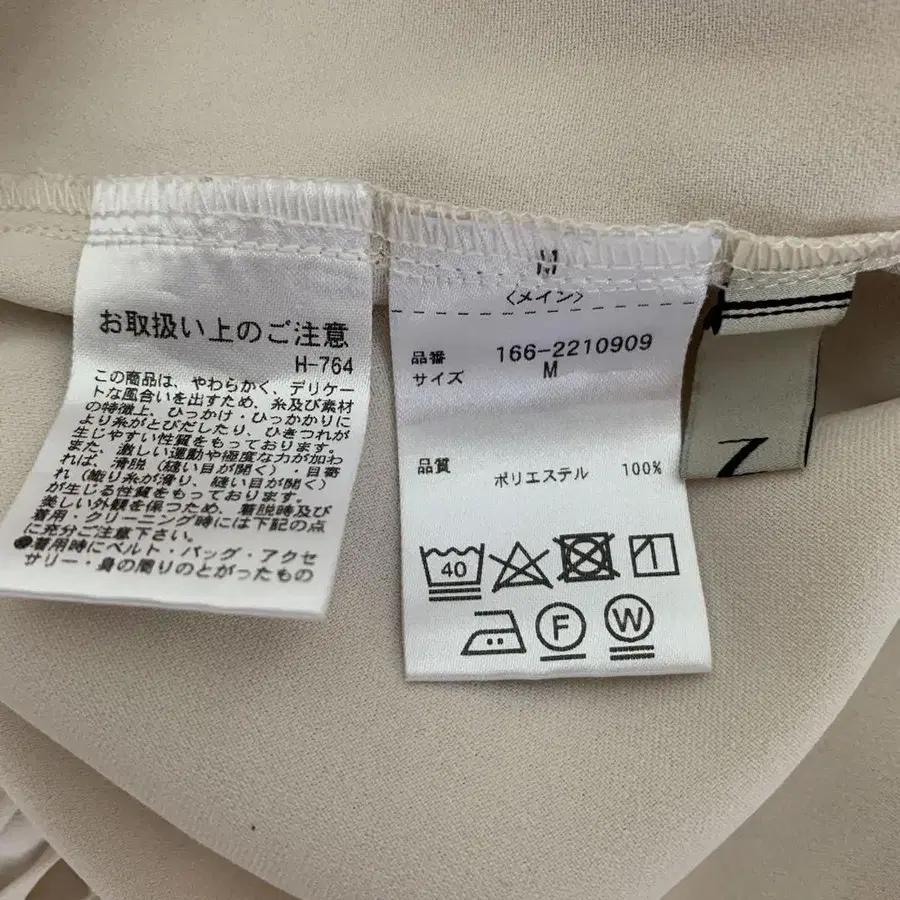 お取扱い上のご注意
H-764
この商品は、やわらかく、デリケー
トな風合いを出すため、糸及び素材
の特徴上、ひっかけ・ひっかかりに
より糸がとびだしたり、ひきつれが
生じやすい性質をもっております。
また、激しい運動や極度な力が加わ
れば、滑脱(縫い目が開く)・目寄
れ(織り糸が滑り、縫い目が開く)
が生じる性質をもっております。
美しい外観を保つため、着脱時及び
着用・クリーニング時には下記の点
に充分ご注意下さい。
●着用時にベルト・バッグ・アクセ
サリー・身の周りのとがったもの
M
〈メイン〉
品番 166-2210909
サイズ M
品質 ポリエステル 100%
40
F W